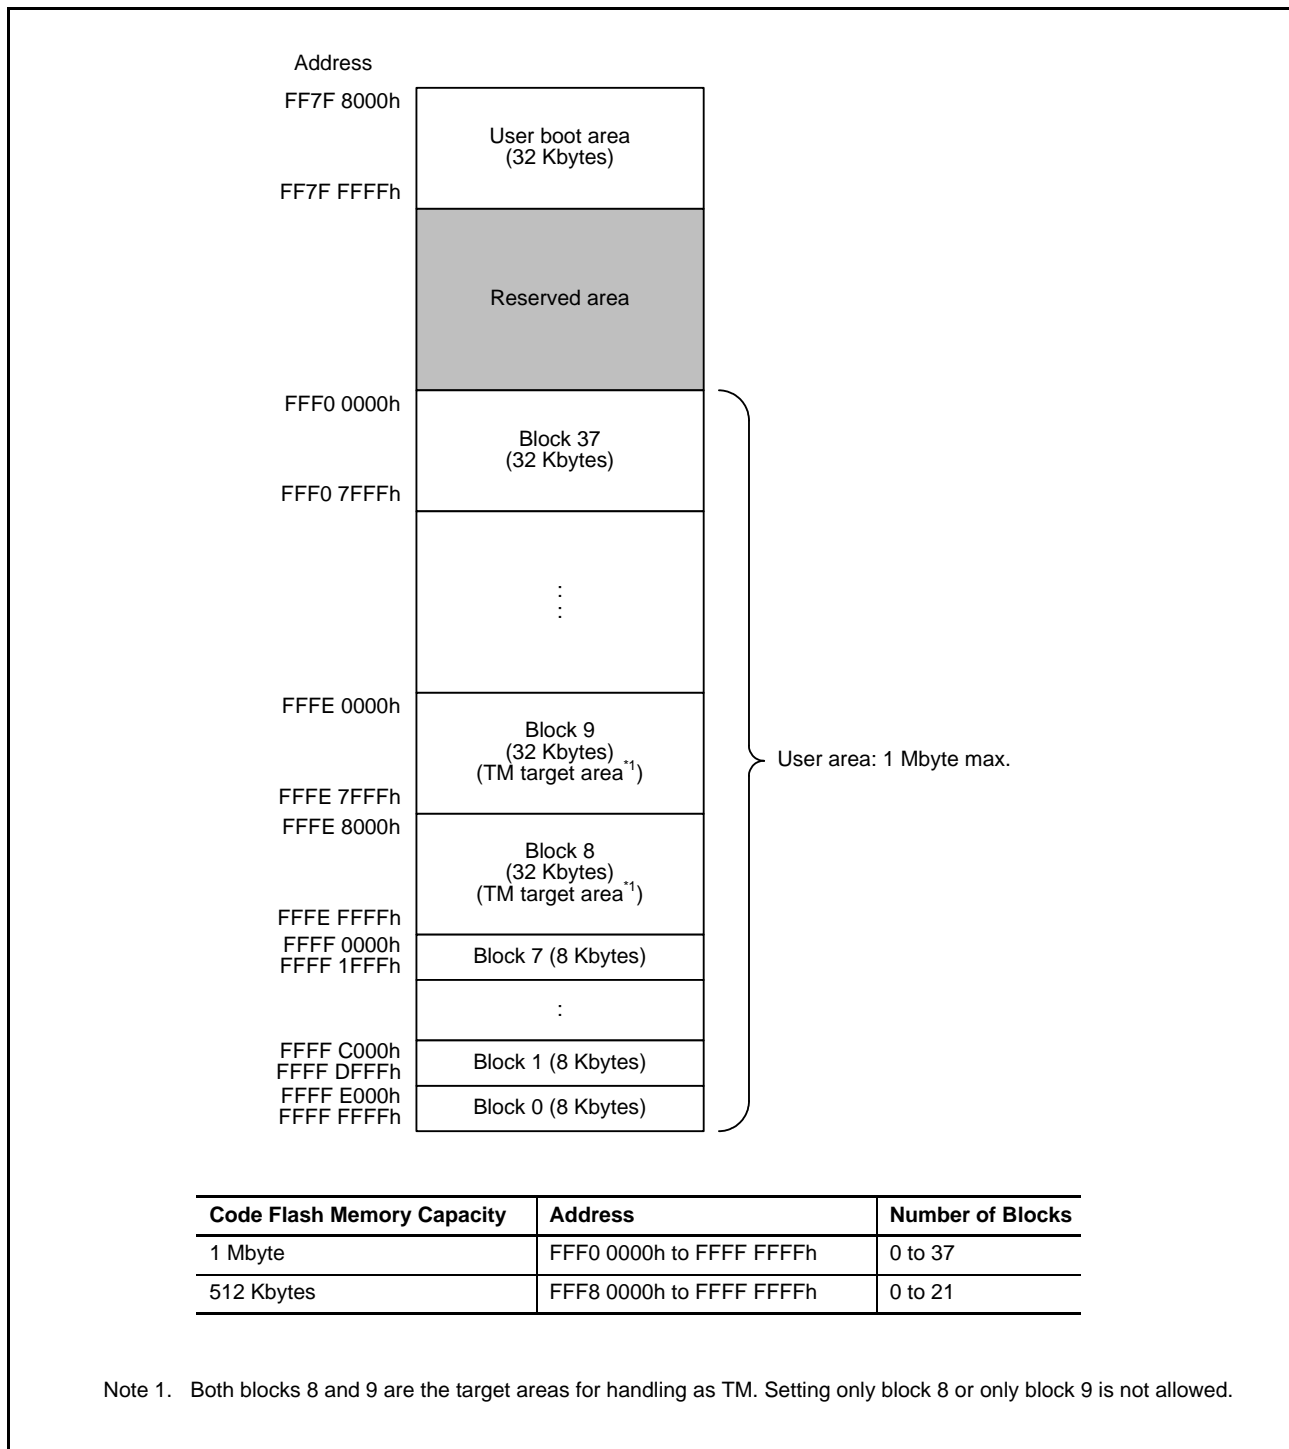 Address
FF7F 8000h
User boot area
(32 Kbytes)
FF7F FFFFh
Reserved area
FFF0 0000h
Block 37
(32 Kbytes)
FFF0 7FFFh
:
:
FFFE 0000h
Block 9
(32 Kbytes)
(TM target area*1)
User area: 1 Mbyte max.
FFFE 7FFFh
FFFE 8000h
Block 8
(32 Kbytes)
(TM target area*1)
FFFE FFFFh
FFFF 0000h
Block 7 (8 Kbytes)
FFFF 1FFFh
:
FFFF C000h
Block 1 (8 Kbytes)
FFFF DFFFh
FFFF E000h
Block 0 (8 Kbytes)
FFFF FFFFh
Code Flash Memory Capacity Address Number of Blocks
1 Mbyte FFF0 0000h to FFFF FFFFh 0 to 37
512 Kbytes FFF8 0000h to FFFF FFFFh 0 to 21
Note 1. Both blocks 8 and 9 are the target areas for handling as TM. Setting only block 8 or only block 9 is not allowed.